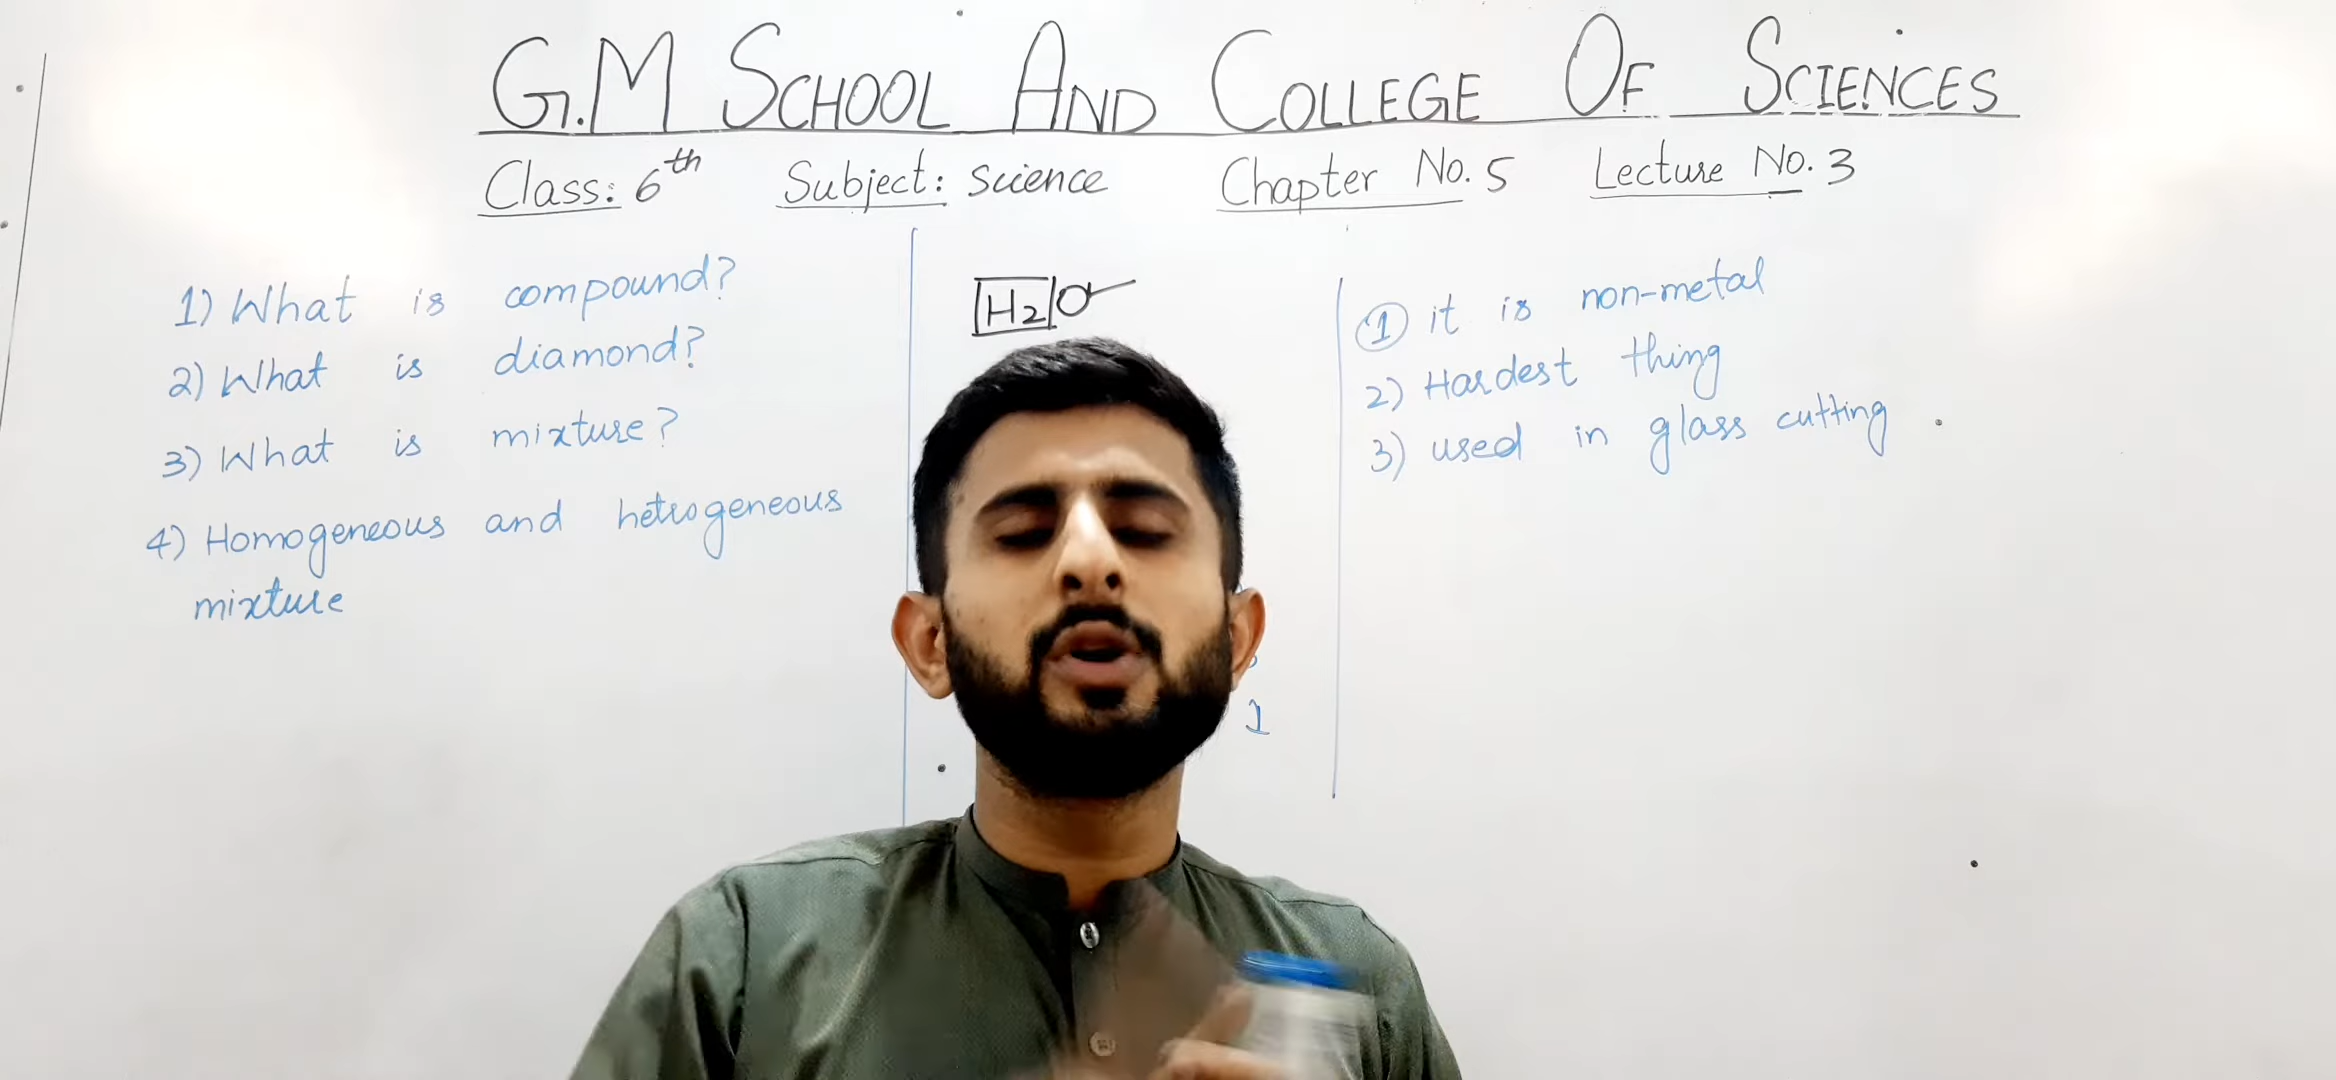 G.M SCHOOL AND COLLEGE OF SCIENCES
Class: 6th Subject: Science Chapter No. 5 Lecture No. 3
1) What is compound?
2) What is diamond?
3) What is mixture?
4) Homogeneous and hetrogeneous
mixture
H2O
1
1 it is non-metal
2) Hardest thing
3) used in glass cutting .